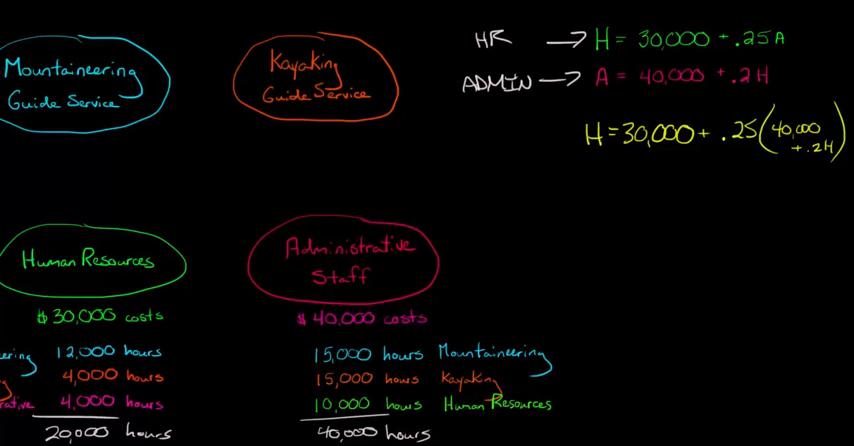 Mountaineering
Guide Service
Kayaking
Guide Service
HR → H = 30,000 + .25A
ADMIN → A = 40,000 + .2H
H = 30,000 + .25(40,000
+ .2H)
Human Resources
$30,000 costs
ering 12,000 hours
4,000 hours
rative 4,000 hours
20,000 hours
Administrative
Staff
$40,000 costs
15,000 hours Mountaineering
15,000 hours Kayaking
10,000 hours Human Resources
40,000 hours